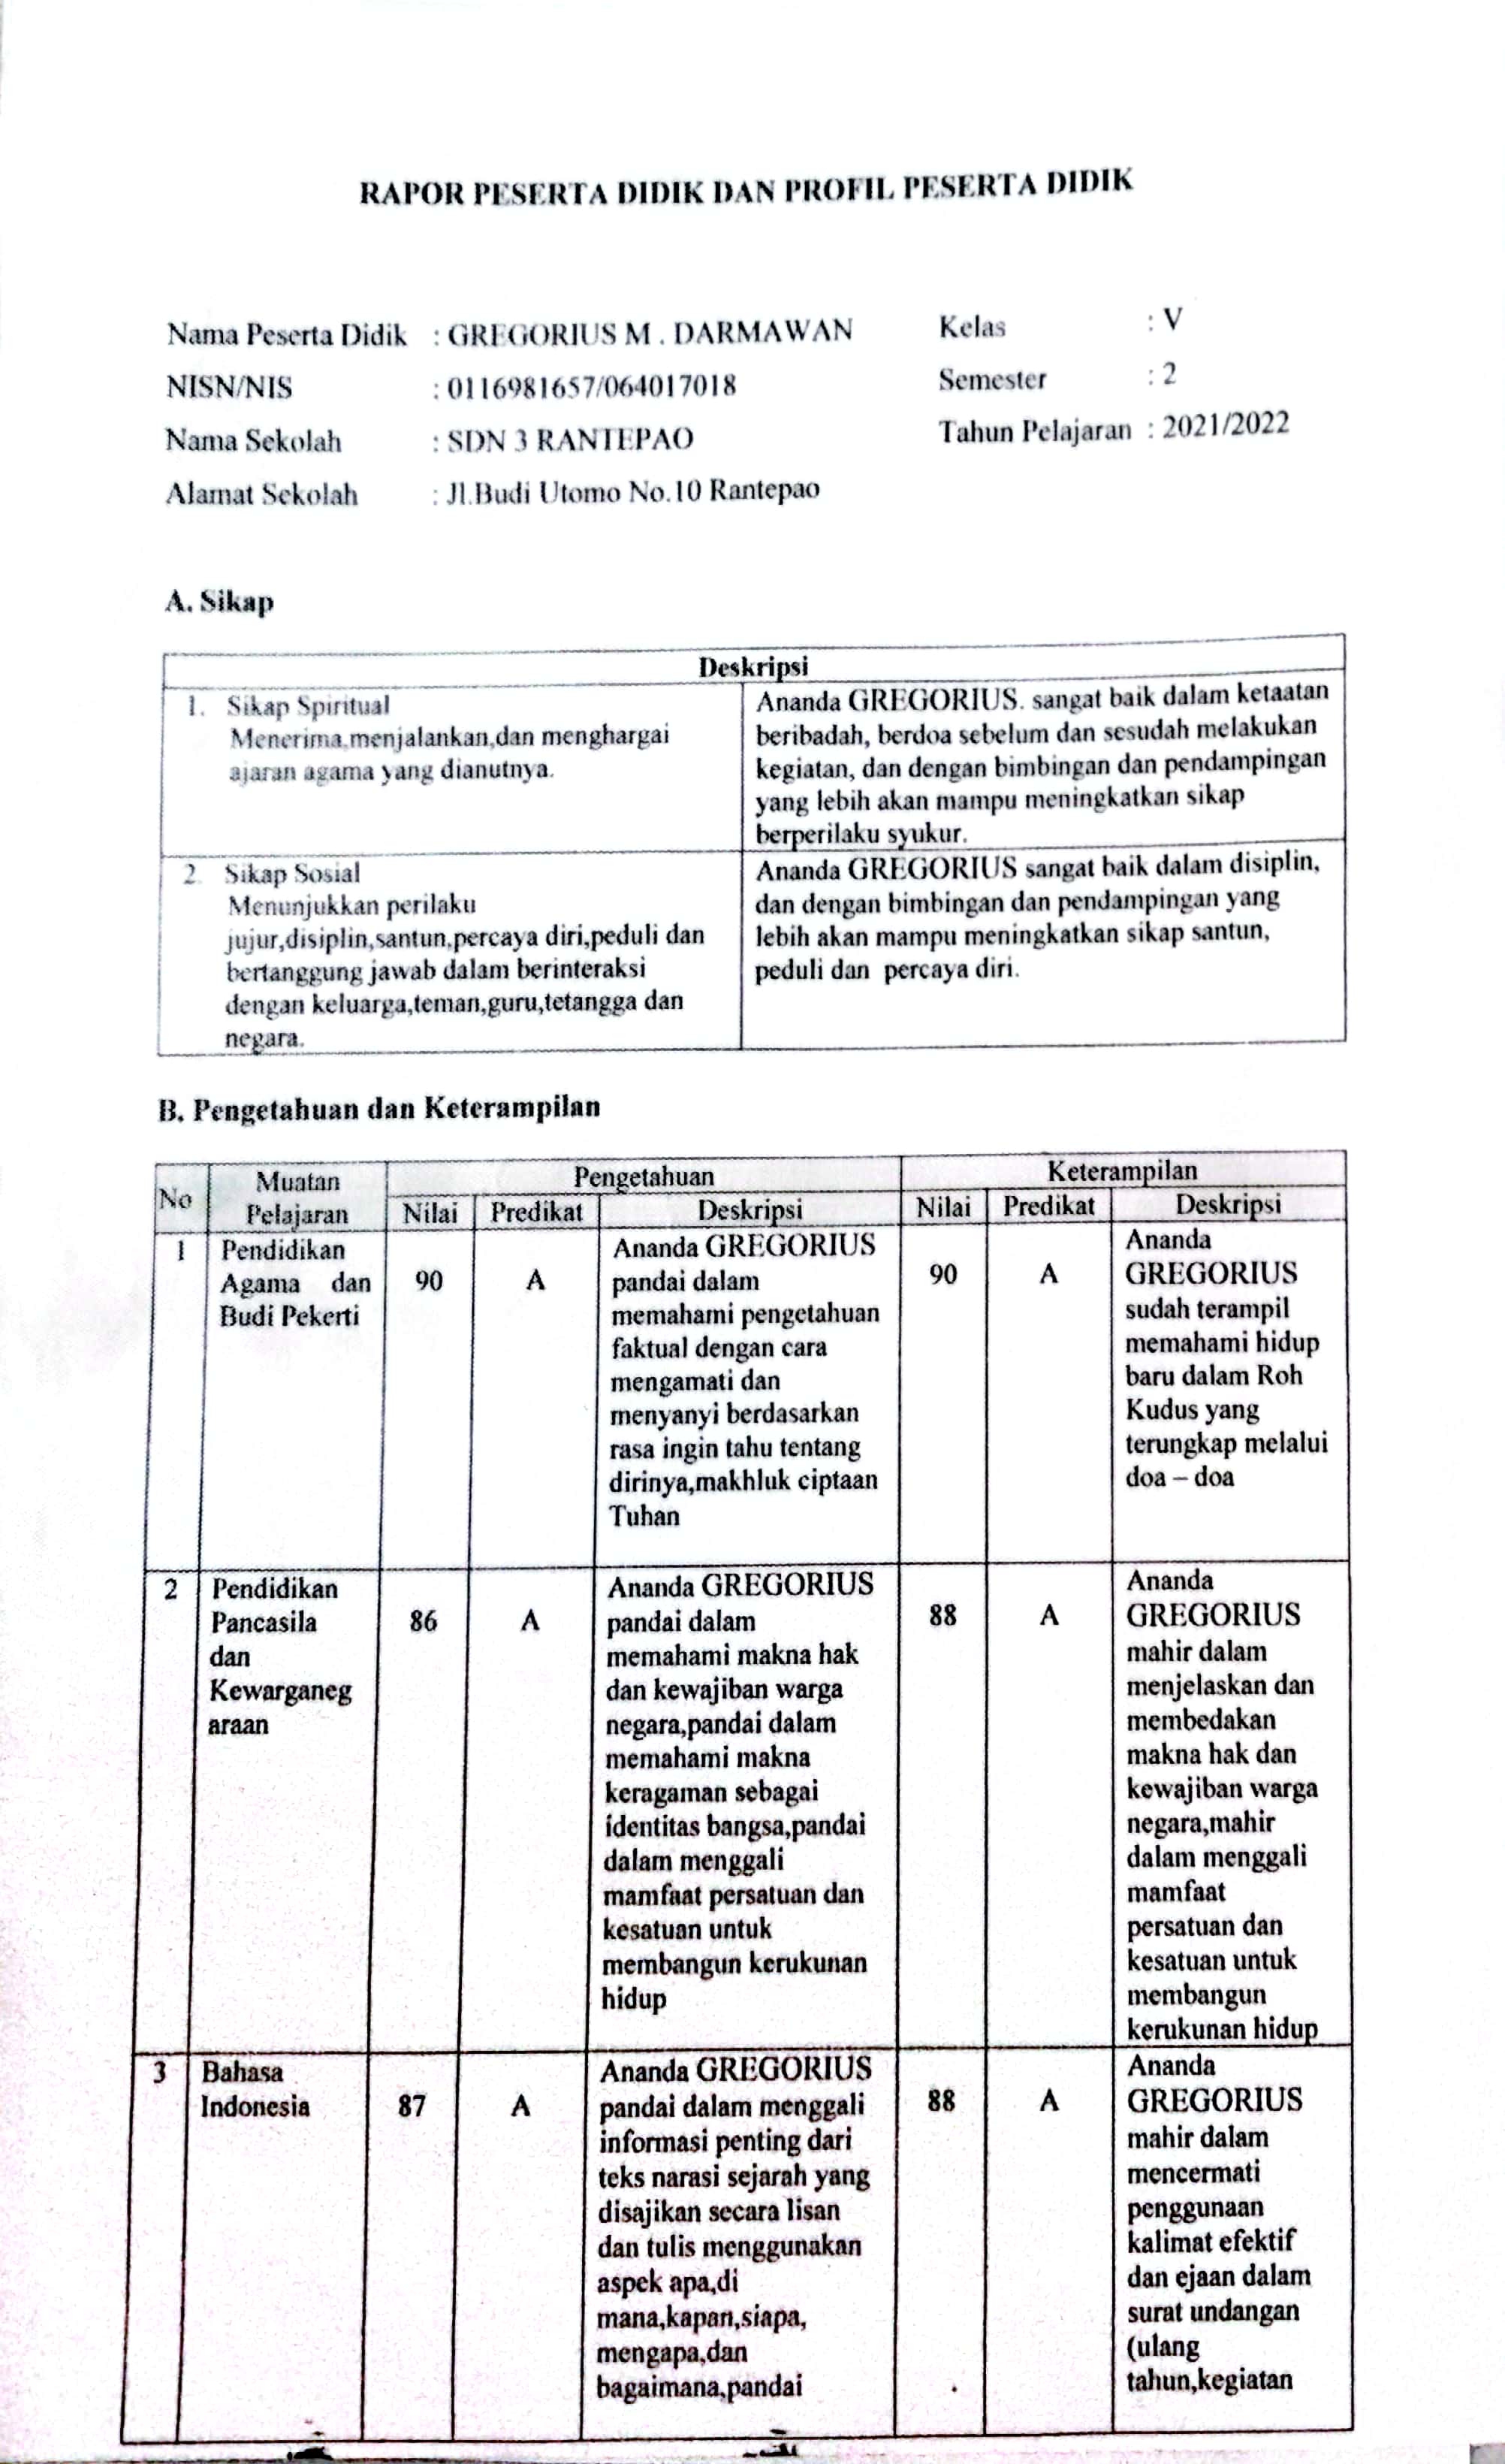 RAPOR PESERTA DIDIK DAN PROFIL PESERTA DIDIK
Nama Peserta Didik : GREGORIUS M . DARMAWAN
NISN/NIS : 0116981657/064017018
Nama Sekolah : SDN 3 RANTEPAO
Alamat Sekolah : Jl.Budi Utomo No.10 Rantepao
Kelas : V
Semester : 2
Tahun Pelajaran : 2021/2022
A. Sikap
Deskripsi
1. Sikap Spiritual
Menerima,menjalankan,dan menghargai
ajaran agama yang dianutnya.
Ananda GREGORIUS. sangat baik dalam ketaatan
beribadah, berdoa sebelum dan sesudah melakukan
kegiatan, dan dengan bimbingan dan pendampingan
yang lebih akan mampu meningkatkan sikap
berperilaku syukur.
2. Sikap Sosial
Menunjukkan perilaku
jujur,disiplin,santun,percaya diri,peduli dan
bertanggung jawab dalam berinteraksi
dengan keluarga,teman,guru,tetangga dan
negara.
Ananda GREGORIUS sangat baik dalam disiplin,
dan dengan bimbingan dan pendampingan yang
lebih akan mampu meningkatkan sikap santun,
peduli dan percaya diri.
B. Pengetahuan dan Keterampilan
No
Muatan
Pelajaran
Pengetahuan
Keterampilan
Nilai Predikat Deskripsi Nilai Predikat Deskripsi
1
Pendidikan
Agama dan
Budi Pekerti
90
A
Ananda GREGORIUS
pandai dalam
memahami pengetahuan
faktual dengan cara
mengamati dan
menyanyi berdasarkan
rasa ingin tahu tentang
dirinya,makhluk ciptaan
Tuhan
90
A
Ananda
GREGORIUS
sudah terampil
memahami hidup
baru dalam Roh
Kudus yang
terungkap melalui
doa – doa
2
Pendidikan
Pancasila
dan
Kewarganeg
araan
86
A
Ananda GREGORIUS
pandai dalam
memahami makna hak
dan kewajiban warga
negara,pandai dalam
memahami makna
keragaman sebagai
identitas bangsa,pandai
dalam menggali
mamfaat persatuan dan
kesatuan untuk
membangun kerukunan
hidup
88
A
Ananda
GREGORIUS
mahir dalam
menjelaskan dan
membedakan
makna hak dan
kewajiban warga
negara,mahir
dalam menggali
mamfaat
persatuan dan
kesatuan untuk
membangun
kerukunan hidup
3
Bahasa
Indonesia
87
A
Ananda GREGORIUS
pandai dalam menggali
informasi penting dari
teks narasi sejarah yang
disajikan secara lisan
dan tulis menggunakan
aspek apa,di
mana,kapan,siapa,
mengapa,dan
bagaimana,pandai
88
A
Ananda
GREGORIUS
mahir dalam
mencermati
penggunaan
kalimat efektif
dan ejaan dalam
surat undangan
(ulang
tahun,kegiatan